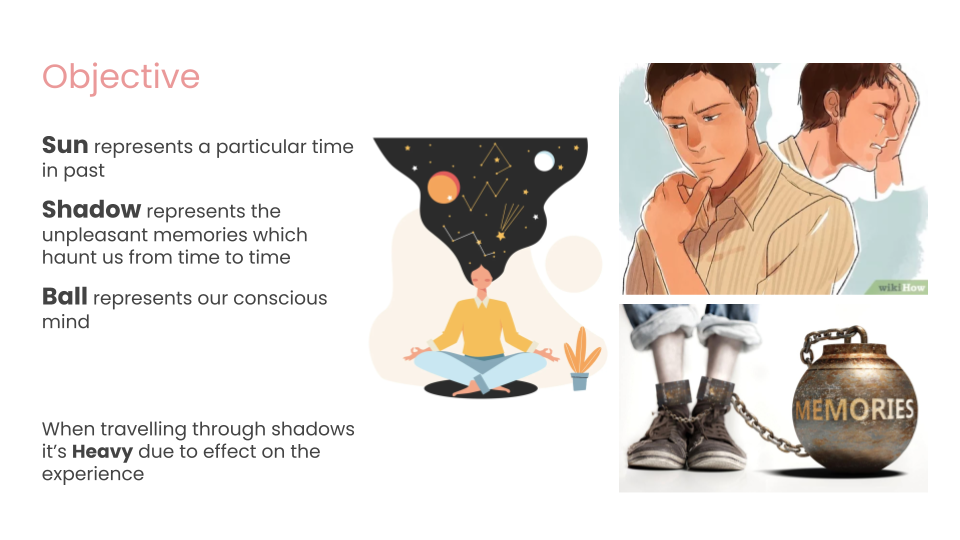 Objective
Sun represents a particular time
in past
Shadow represents the
unpleasant memories which
haunt us from time to time
Ball represents our conscious
mind
When travelling through shadows
it’s Heavy due to effect on the
experience
wikiHow
MEMORIES